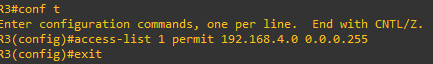 R3#conf t
Enter configuration commands, one per line.  End with CNTL/Z.
R3(config)#access-list 1 permit 192.168.4.0 0.0.0.255
R3(config)#exit